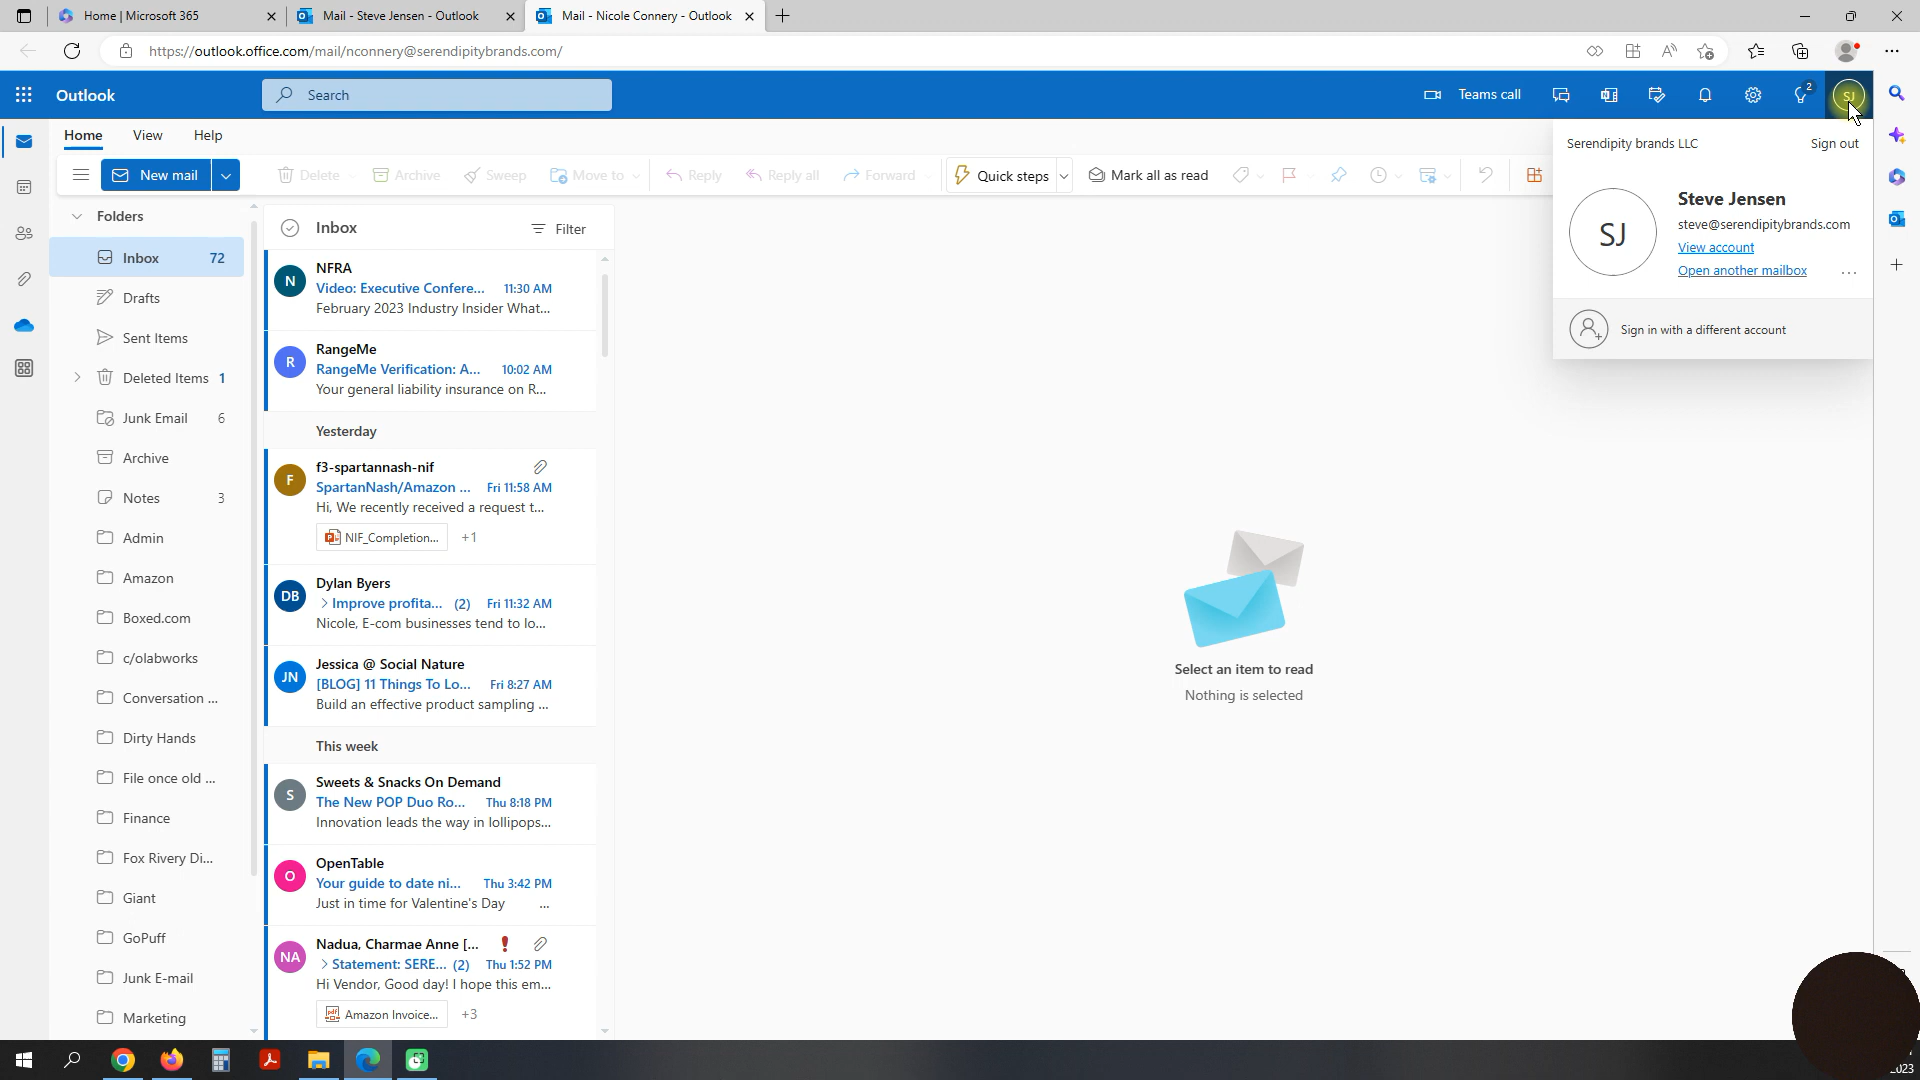 Home | Microsoft 365
Mail - Steve Jensen - Outlook
Mail - Nicole Connery - Outlook
https://outlook.office.com/mail/nconnery@serendipitybrands.com/
Outlook
Search
Teams call
2
SJ
Home
View
Help
New mail
Delete
Archive
Sweep
Move to
Reply
Reply all
Forward
Quick steps
Mark all as read
Serendipity brands LLC
Sign out
SJ
Steve Jensen
steve@serendipitybrands.com
View account
Open another mailbox
...
Sign in with a different account
Folders
Inbox 72
Drafts
Sent Items
Deleted Items 1
Junk Email 6
Archive
Notes 3
Admin
Amazon
Boxed.com
c/olabworks
Conversation ...
Dirty Hands
File once old ...
Finance
Fox Rivery Di...
Giant
GoPuff
Junk E-mail
Marketing
Inbox
Filter
N
NFRA
Video: Executive Confere... 11:30 AM
February 2023 Industry Insider What...
R
RangeMe
RangeMe Verification: A... 10:02 AM
Your general liability insurance on R...
Yesterday
F
f3-spartannash-nif
SpartanNash/Amazon ... Fri 11:58 AM
Hi, We recently received a request t...
NIF_Completion... +1
DB
Dylan Byers
> Improve profita... (2) Fri 11:32 AM
Nicole, E-com businesses tend to lo...
JN
Jessica @ Social Nature
[BLOG] 11 Things To Lo... Fri 8:27 AM
Build an effective product sampling ...
This week
S
Sweets & Snacks On Demand
The New POP Duo Ro... Thu 8:18 PM
Innovation leads the way in lollipops...
O
OpenTable
Your guide to date ni... Thu 3:42 PM
Just in time for Valentine's Day ...
NA
Nadua, Charmae Anne [...
> Statement: SERE... (2) Thu 1:52 PM
Hi Vendor, Good day! I hope this em...
Amazon Invoice... +3
Select an item to read
Nothing is selected